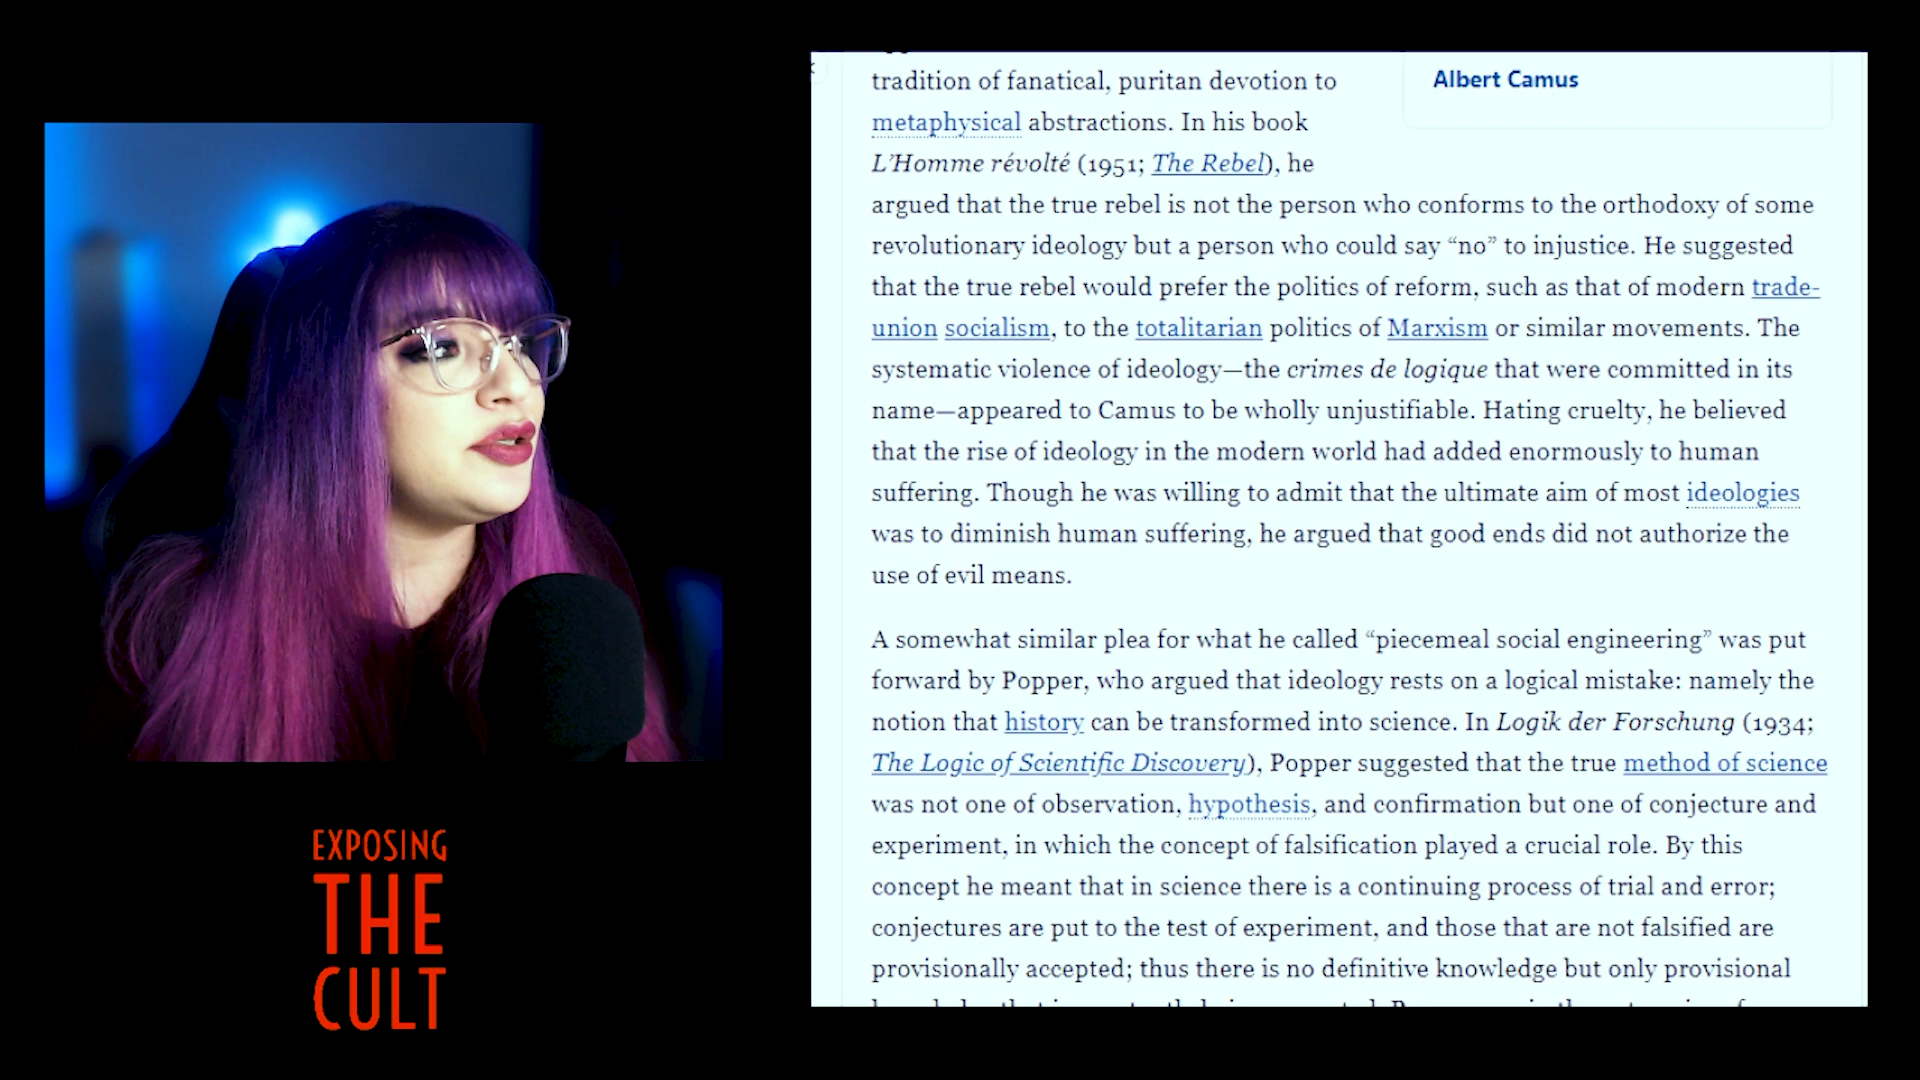 tradition of fanatical, puritan devotion to
metaphysical abstractions. In his book
L’Homme révolté (1951; The Rebel), he
argued that the true rebel is not the person who conforms to the orthodoxy of some
revolutionary ideology but a person who could say “no” to injustice. He suggested
that the true rebel would prefer the politics of reform, such as that of modern trade-
union socialism, to the totalitarian politics of Marxism or similar movements. The
systematic violence of ideology—the crimes de logique that were committed in its
name—appeared to Camus to be wholly unjustifiable. Hating cruelty, he believed
that the rise of ideology in the modern world had added enormously to human
suffering. Though he was willing to admit that the ultimate aim of most ideologies
was to diminish human suffering, he argued that good ends did not authorize the
use of evil means.
A somewhat similar plea for what he called “piecemeal social engineering” was put
forward by Popper, who argued that ideology rests on a logical mistake: namely the
notion that history can be transformed into science. In Logik der Forschung (1934;
The Logic of Scientific Discovery), Popper suggested that the true method of science
was not one of observation, hypothesis, and confirmation but one of conjecture and
experiment, in which the concept of falsification played a crucial role. By this
concept he meant that in science there is a continuing process of trial and error;
conjectures are put to the test of experiment, and those that are not falsified are
provisionally accepted; thus there is no definitive knowledge but only provisional
Albert Camus
EXPOSING
THE
CULT